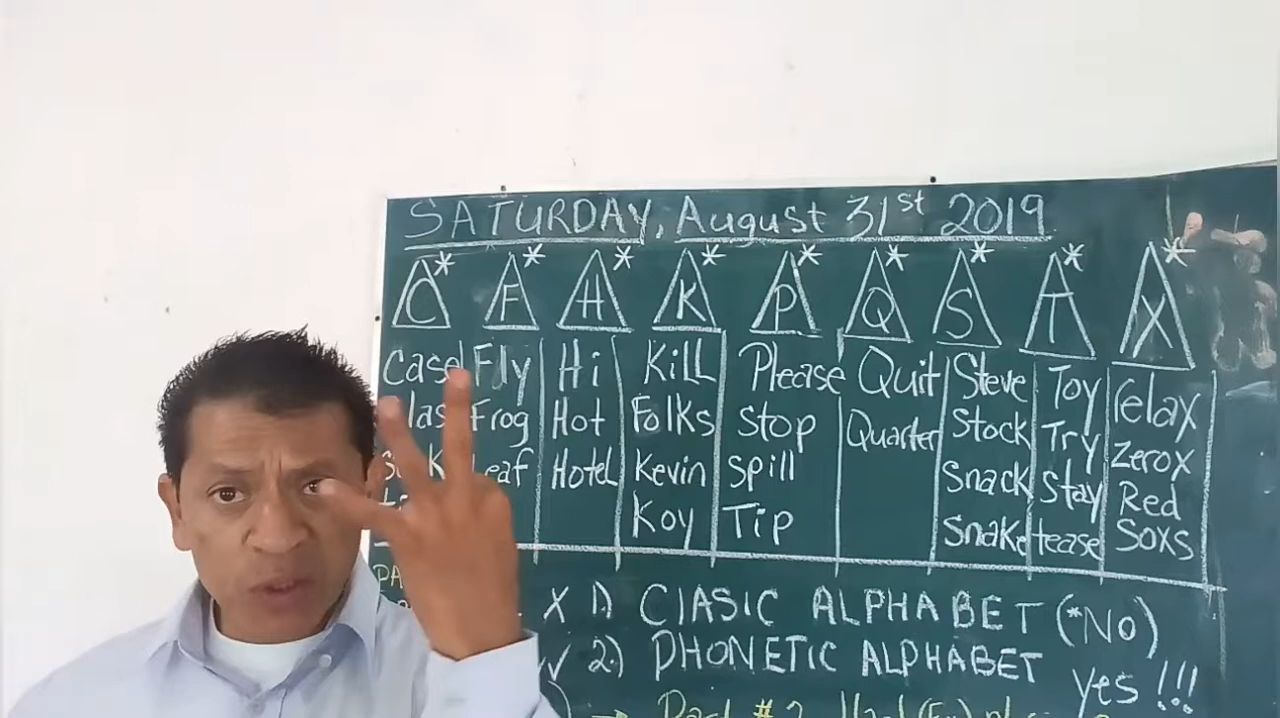 SATURDAY, August 31st 2019
C* F* H* K* P* Q* S* T* X*
case Fly Hi Kill Please Quit Steve Toy relax
Frog Hot Folks Stop Quarter Stock Try Zerox
Leaf Hotel Kevin Spill Snack Stay Red
Koy Tip Snake tease Soxs
X 1.) ClASIC ALPHABET (*No)
2.) PHONETIC ALPHABET yes!!!